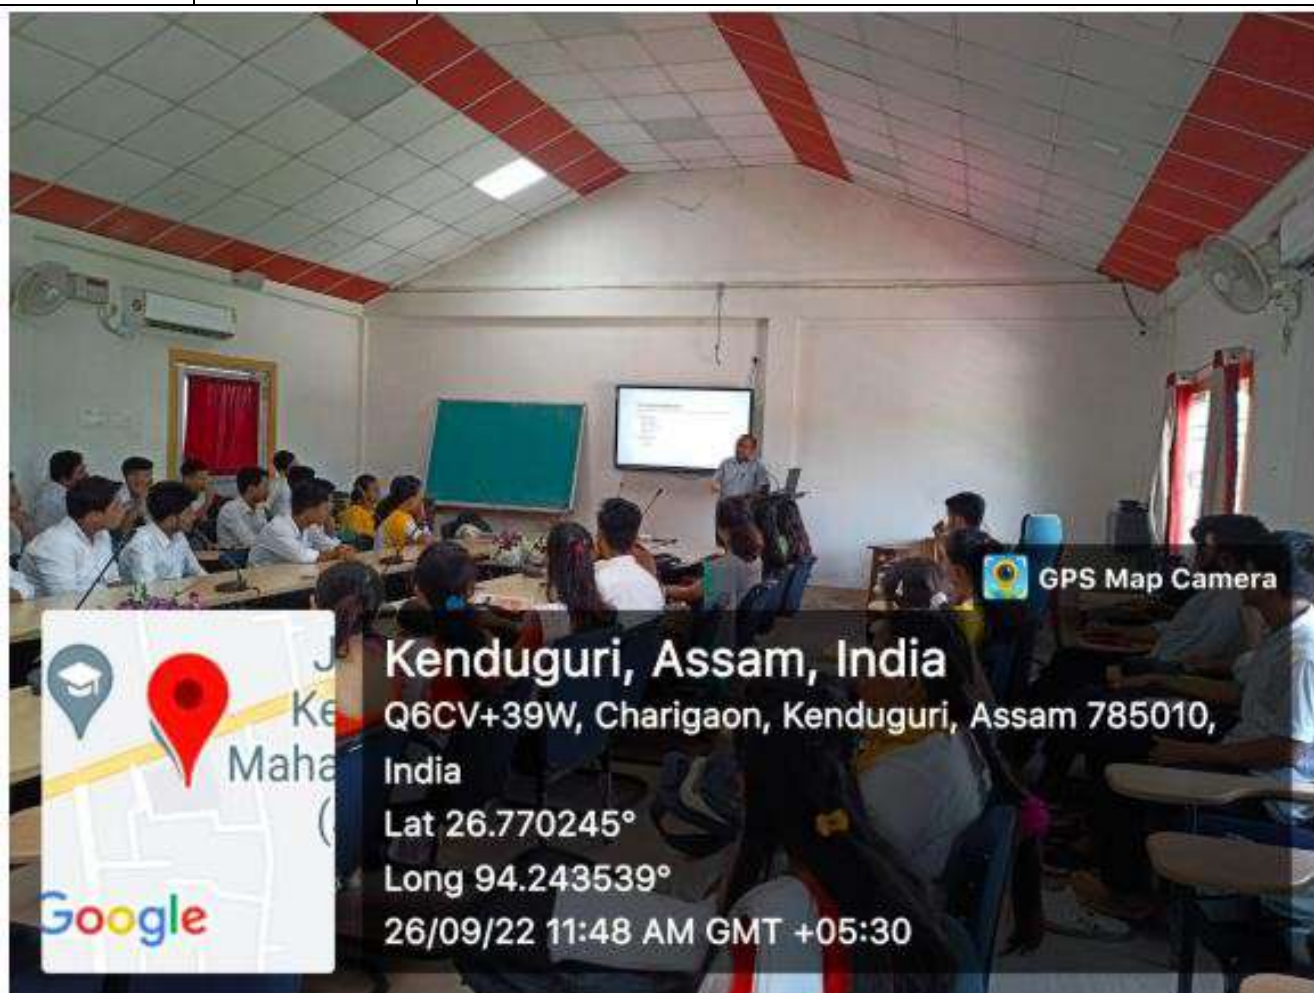 GPS Map Camera
Kenduguri, Assam, India
Q6CV+39W, Charigaon, Kenduguri, Assam 785010,
India
Lat 26.770245°
Long 94.243539°
26/09/22 11:48 AM GMT +05:30
J
Ke
Maha
(
Google